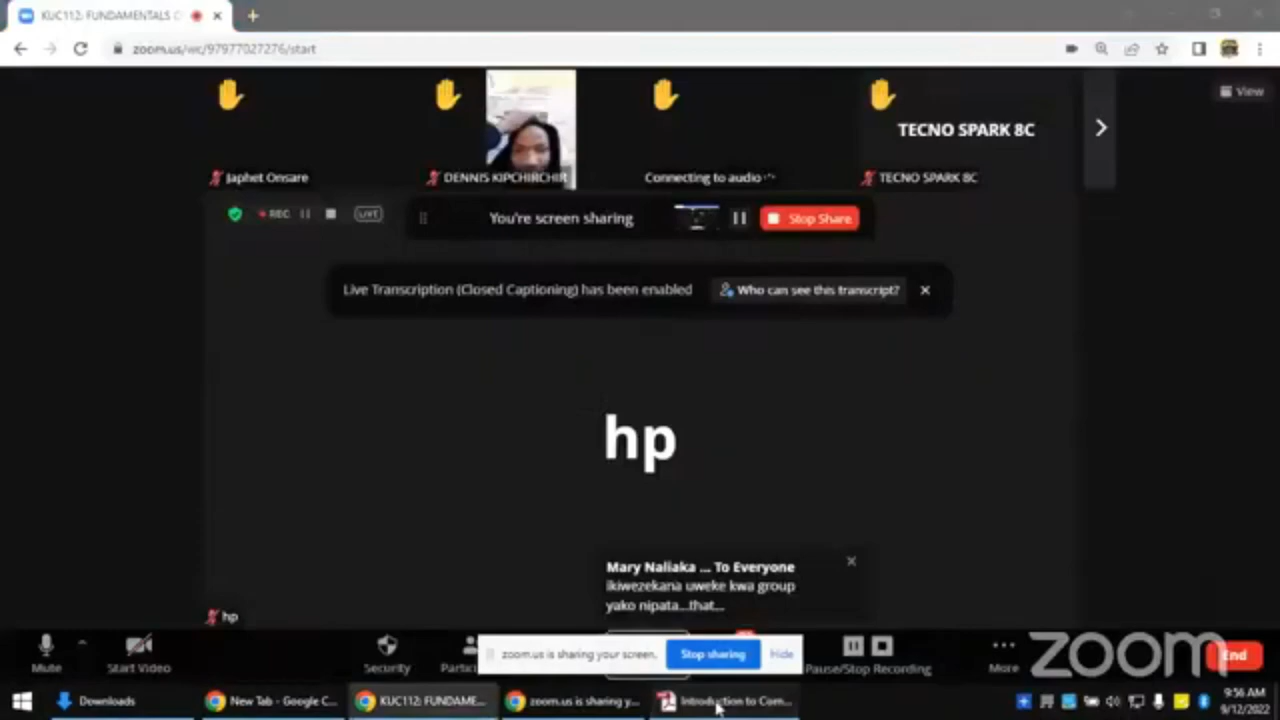 KUC112: FUNDAMENTALS
zoom.us/wc/97977027276/start
View
TECNO SPARK 8C
Japhet Onsare
DENNIS KIPCHIRCHIR
Connecting to audio
TECNO SPARK 8C
REC
LIVE
You're screen sharing
Stop Share
Live Transcription (Closed Captioning) has been enabled
Who can see this transcript?
hp
Mary Naliaka ... To Everyone
ikiwezekana uweke kwa group
yako nipata...that...
hp
Mute
Start Video
Security
Partici
zoom.us is sharing your screen.
Stop sharing
Hide
Pause/Stop Recording
More
zoom
End
Downloads
New Tab - Google C...
KUC112: FUNDAME...
zoom.us is sharing y...
Introduction to Com...
9:56 AM
9/12/2022